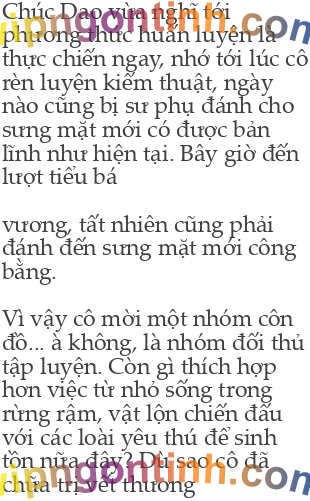 Chúc Dao vừa nghĩ tới
phương thức huấn luyện là
thực chiến ngay, nhớ tới lúc cô
rèn luyện kiếm thuật, ngày
nào cũng bị sư phụ đánh cho
sưng mặt mới có được bản
lĩnh như hiện tại. Bây giờ đến
lượt tiểu bá
vương, tất nhiên cũng phải
đánh đến sưng mặt mới công
bằng.
Vì vậy cô mời một nhóm côn
đồ... à không, là nhóm đối thủ
tập luyện. Còn gì thích hợp
hơn việc từ nhỏ sống trong
rừng rậm, vật lộn chiến đấu
với các loài yêu thú để sinh
tồn nữa đây? Dù sao cô đã
chữa trị vết thương